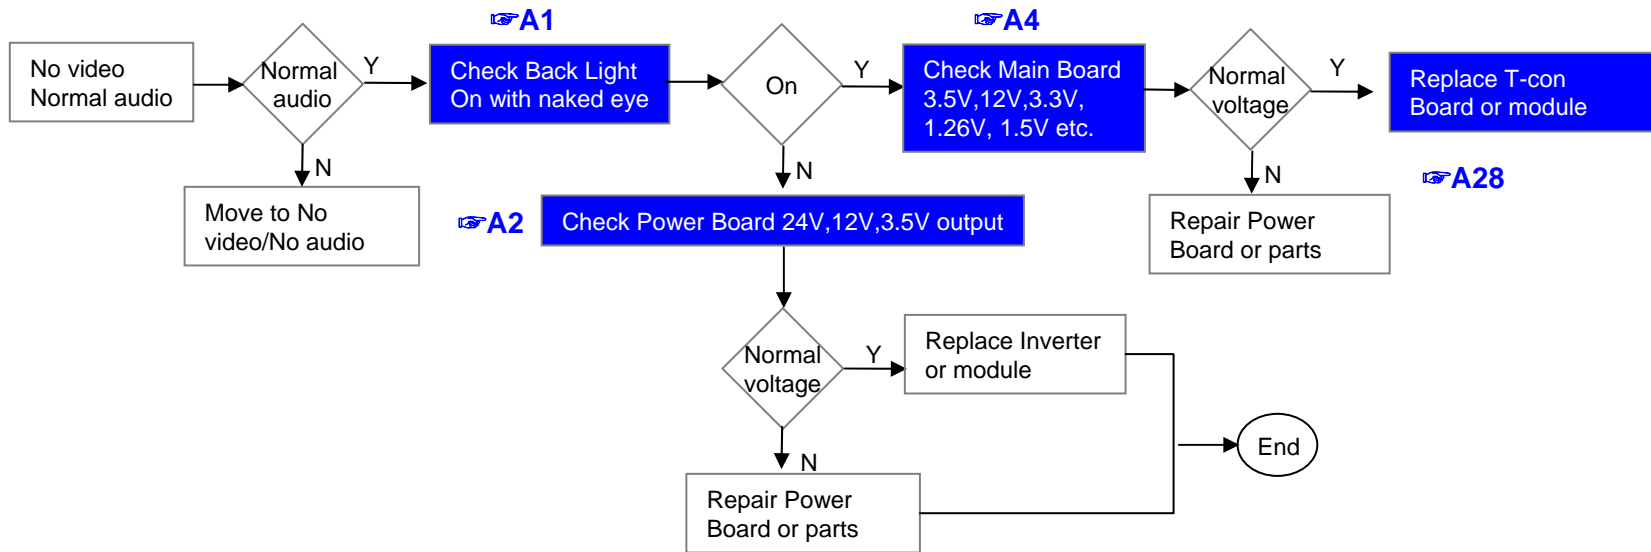 ☞A1
☞A4
No video
Normal audio
Normal
audio
Y
Check Back Light
On with naked eye
On
Y
Check Main Board
3.5V,12V,3.3V,
1.26V, 1.5V etc.
Normal
voltage
Y
Replace T-con
Board or module
N
Move to No
video/No audio
N
☞A2
Check Power Board 24V,12V,3.5V output
N
Repair Power
Board or parts
☞A28
Normal
voltage
Y
Replace Inverter
or module
N
Repair Power
Board or parts
End